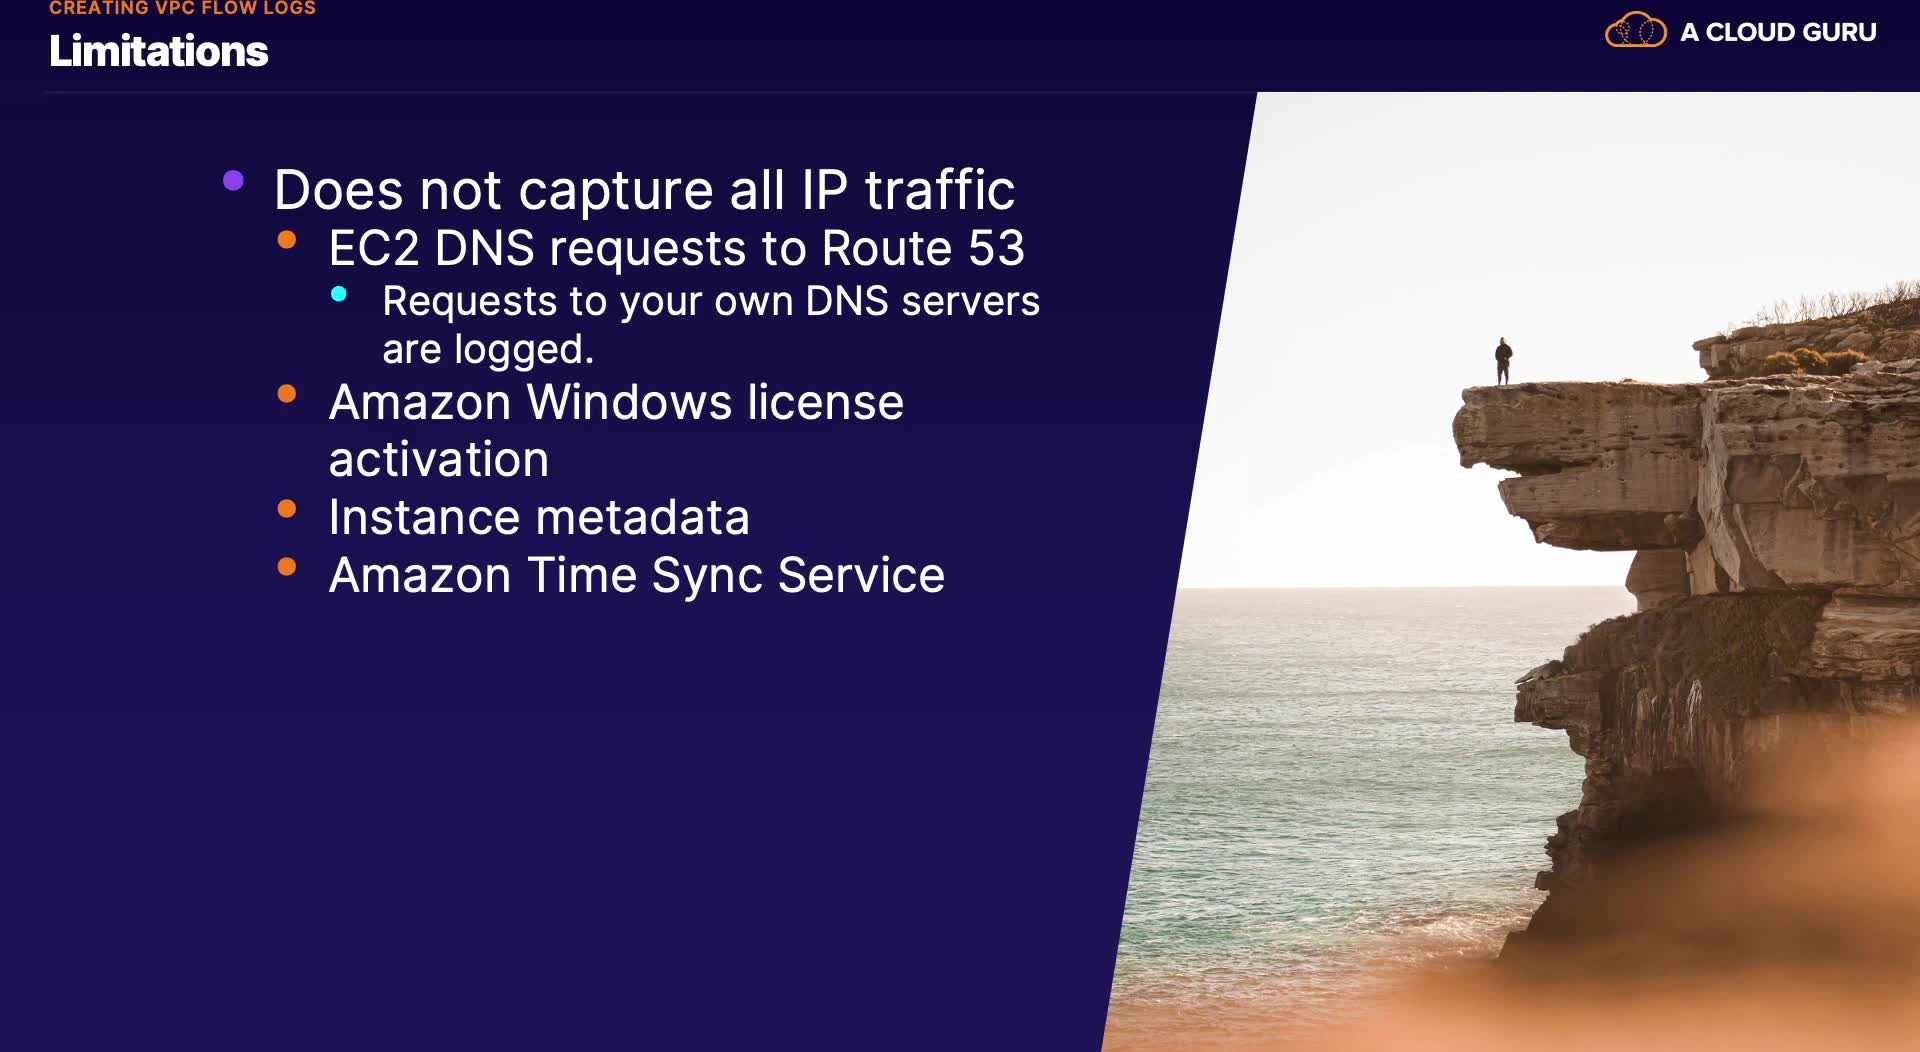 CREATING VPC FLOW LOGS
Limitations
A CLOUD GURU
Does not capture all IP traffic
EC2 DNS requests to Route 53
Requests to your own DNS servers
are logged.
Amazon Windows license
activation
Instance metadata
Amazon Time Sync Service